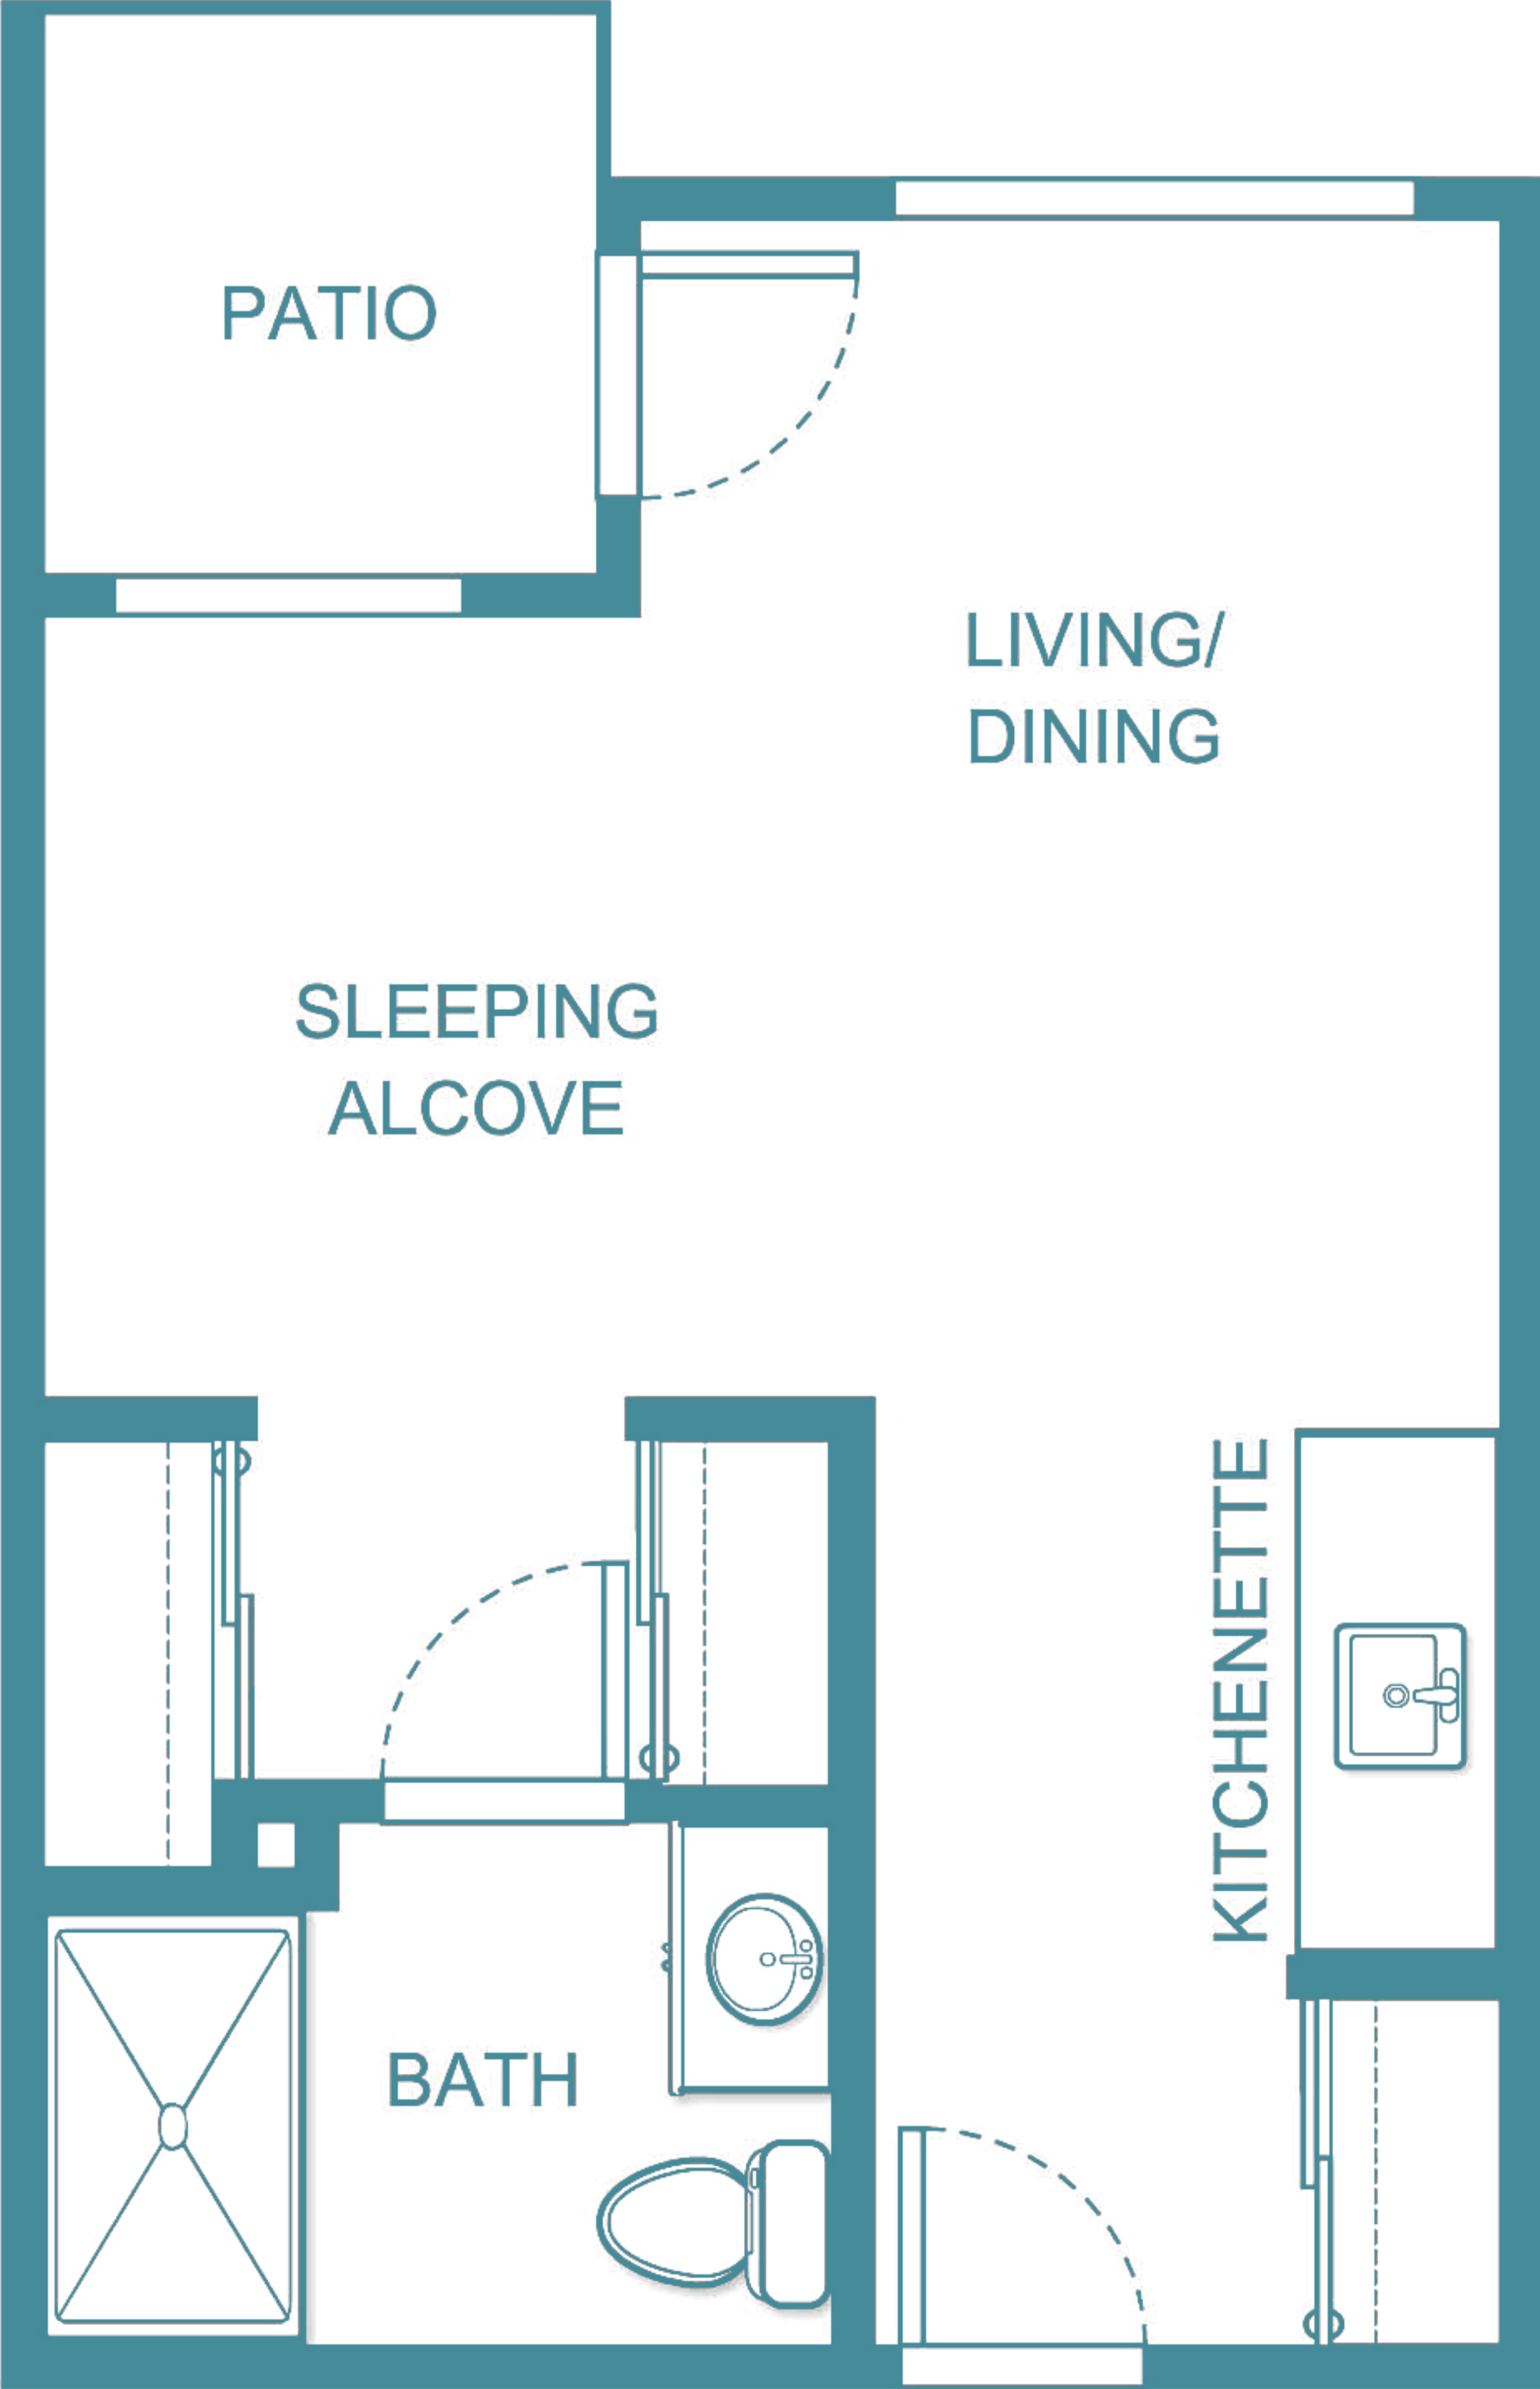 PATIO
LIVING/
DINING
SLEEPING
ALCOVE
KITCHENETTE
BATH